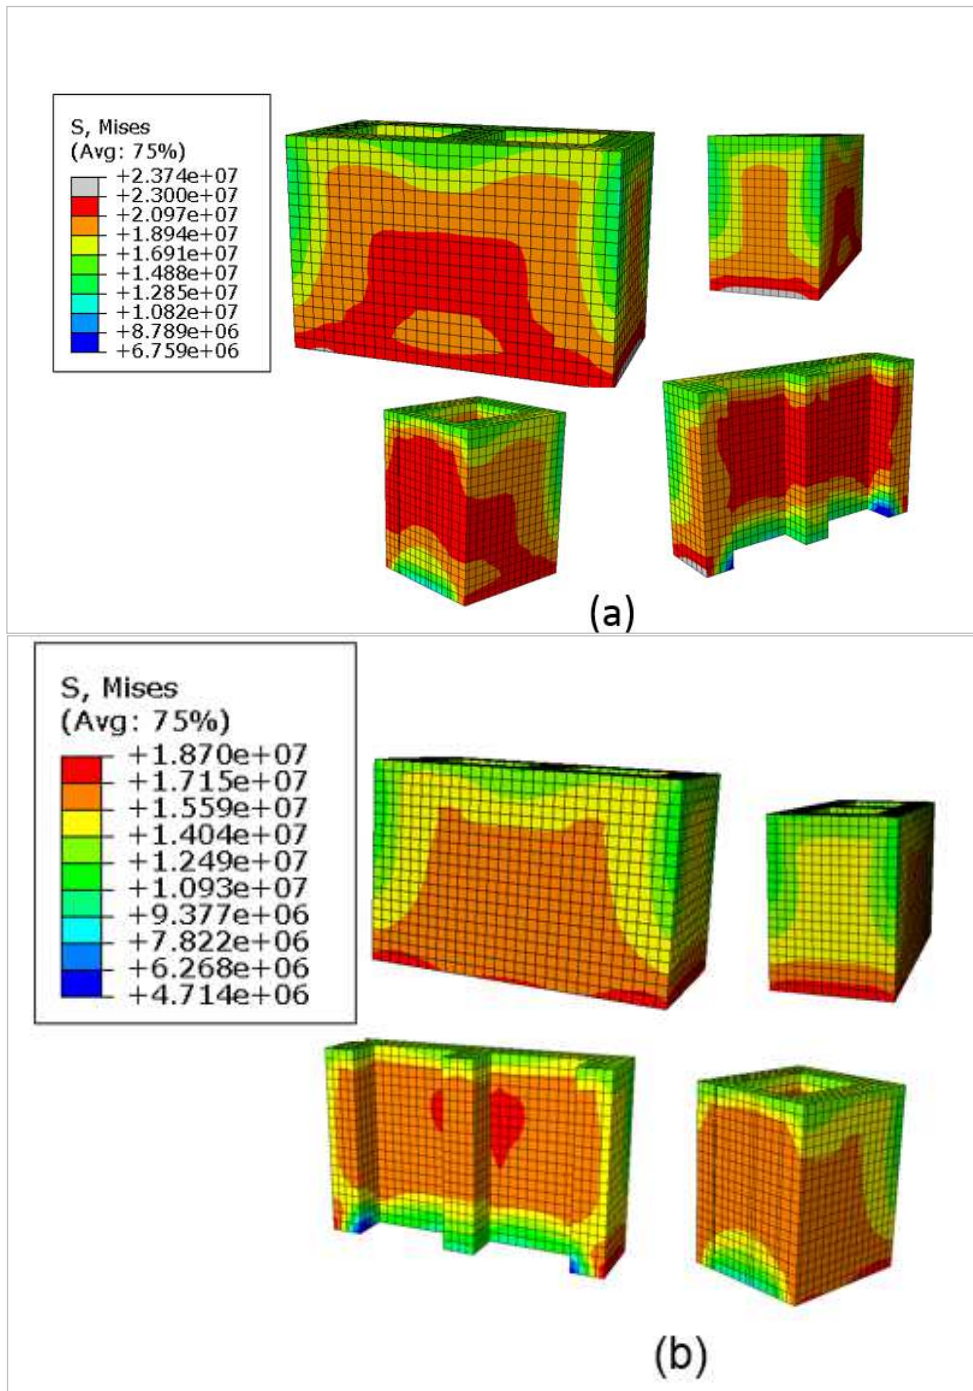 S, Mises
(Avg: 75%)
+2.374e+07
+2.300e+07
+2.097e+07
+1.894e+07
+1.691e+07
+1.488e+07
+1.285e+07
+1.082e+07
+8.789e+06
+6.759e+06
(a)
S, Mises
(Avg: 75%)
+1.870e+07
+1.715e+07
+1.559e+07
+1.404e+07
+1.249e+07
+1.093e+07
+9.377e+06
+7.822e+06
+6.268e+06
+4.714e+06
(b)